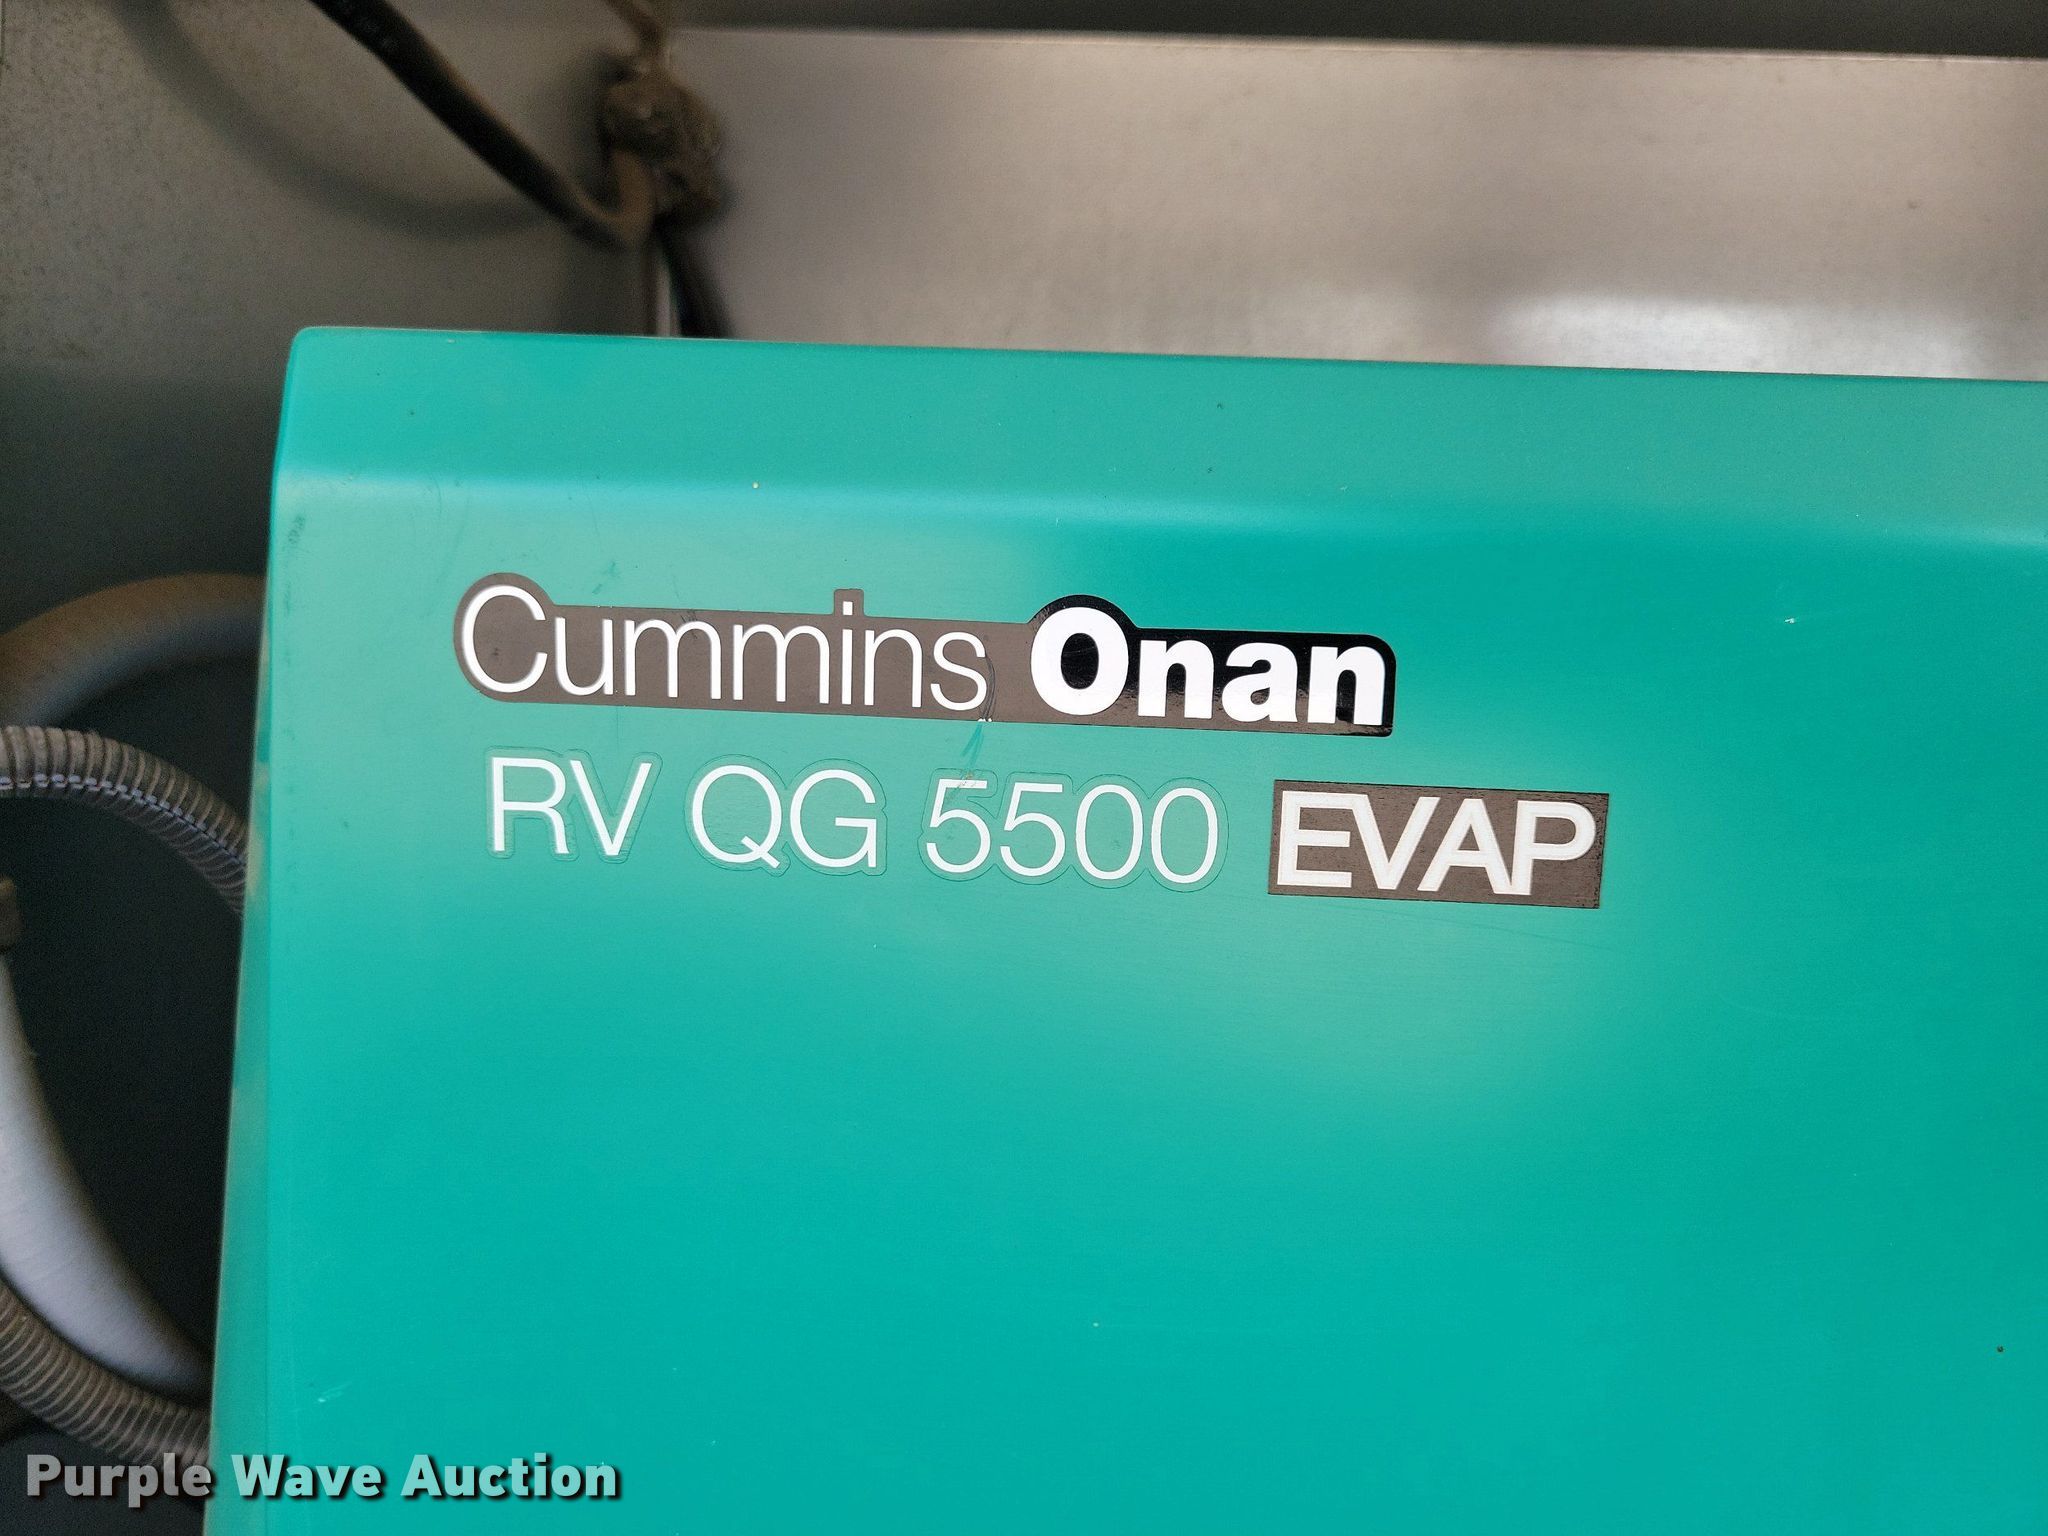 Cummins Onan
RV QG 5500 EVAP
Purple Wave Auction